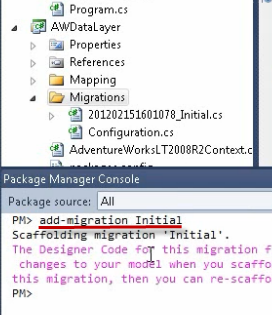 Program.cs
AWDataLayer
Properties
References
Mapping
Migrations
201202151601078_Initial.cs
Configuration.cs
AdventureWorksLT2008R2Context.c
packages.config
Package Manager Console
Package source: All
PM> add-migration Initial
Scaffolding migration 'Initial'.
The Designer Code for this migration f
changes to your model when you scaffo
this migration, then you can re-scaffo
PM>